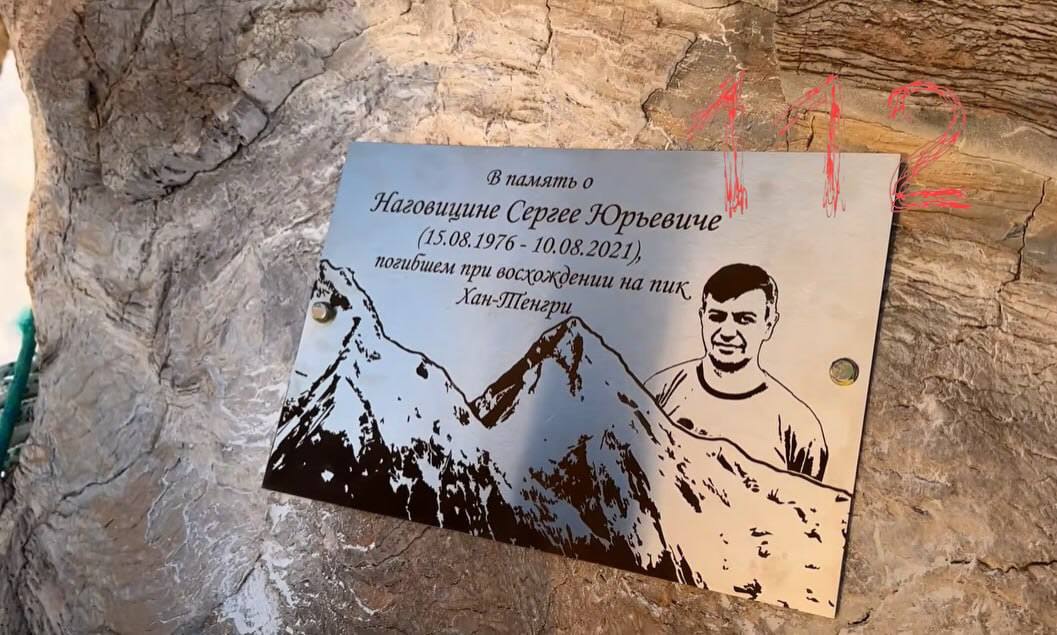 112
В память о
Наговицине Сергее Юрьевиче
(15.08.1976 - 10.08.2021),
погибшем при восхождении на пик
Хан-Тенгри